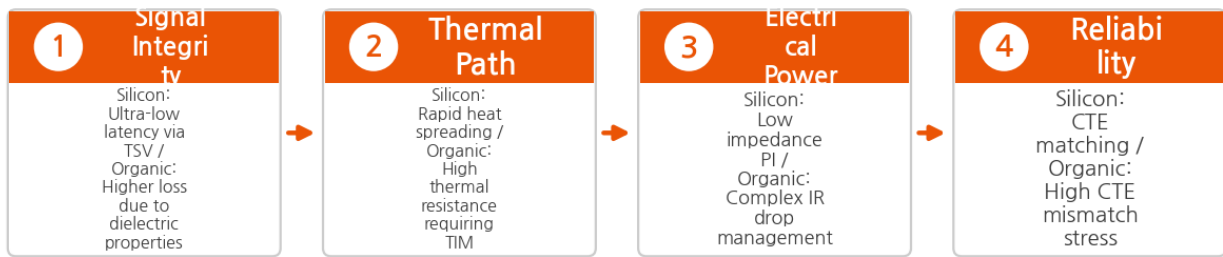 1
Signal
Integri
ty
Silicon:
Ultra-low
latency via
TSV /
Organic:
Higher loss
due to
dielectric
properties
2
Thermal
Path
Silicon:
Rapid heat
spreading /
Organic:
High
thermal
resistance
requiring
TIM
3
Electri
cal
Power
Silicon:
Low
impedance
PI /
Organic:
Complex IR
drop
management
4
Reliabi
lity
Silicon:
CTE
matching /
Organic:
High CTE
mismatch
stress